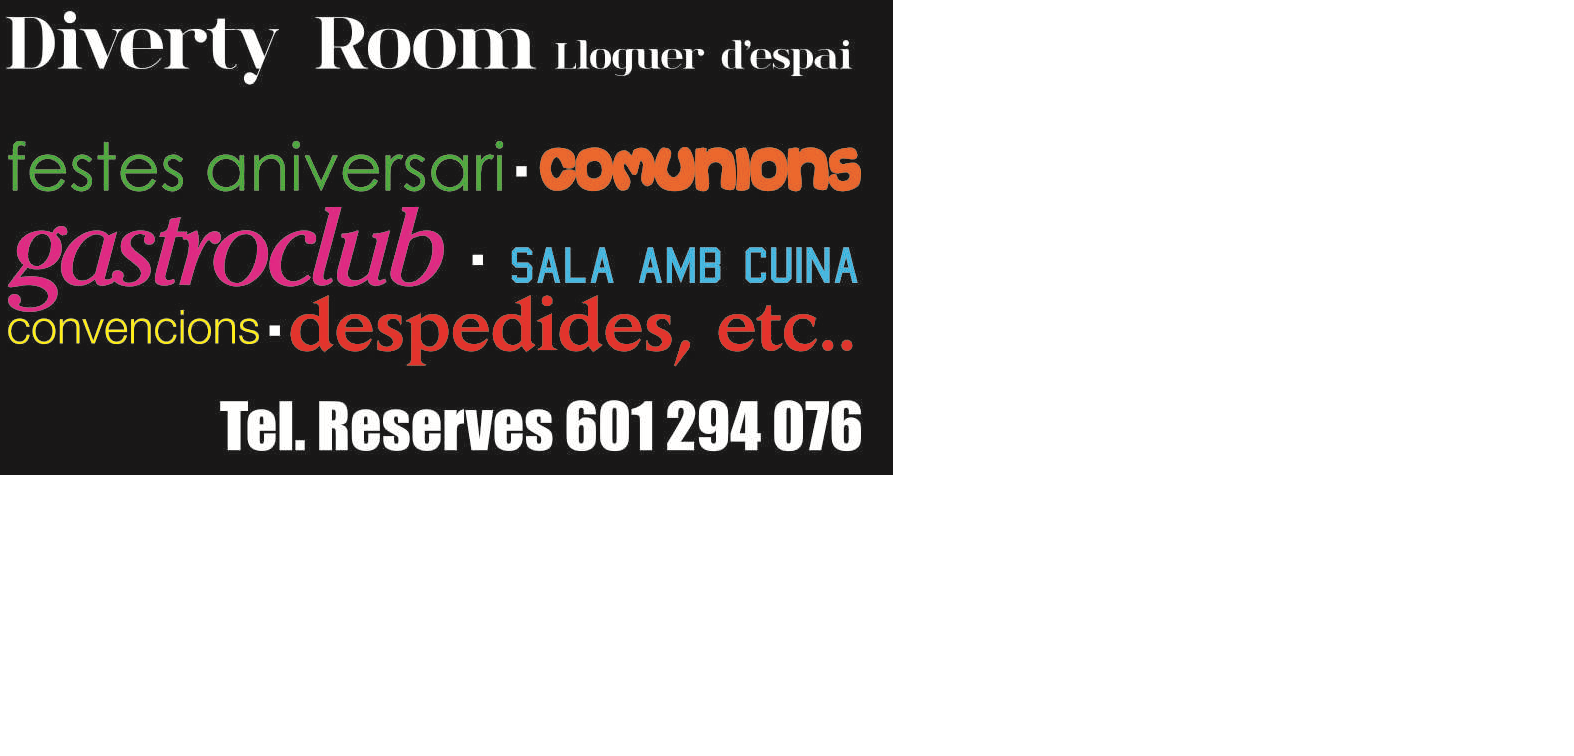 Diverty Room Lloguer d'espai
festes aniversari · comunions
gastroclub · SALA AMB CUINA
convencions · despedides, etc..
Tel. Reserves 601 294 076